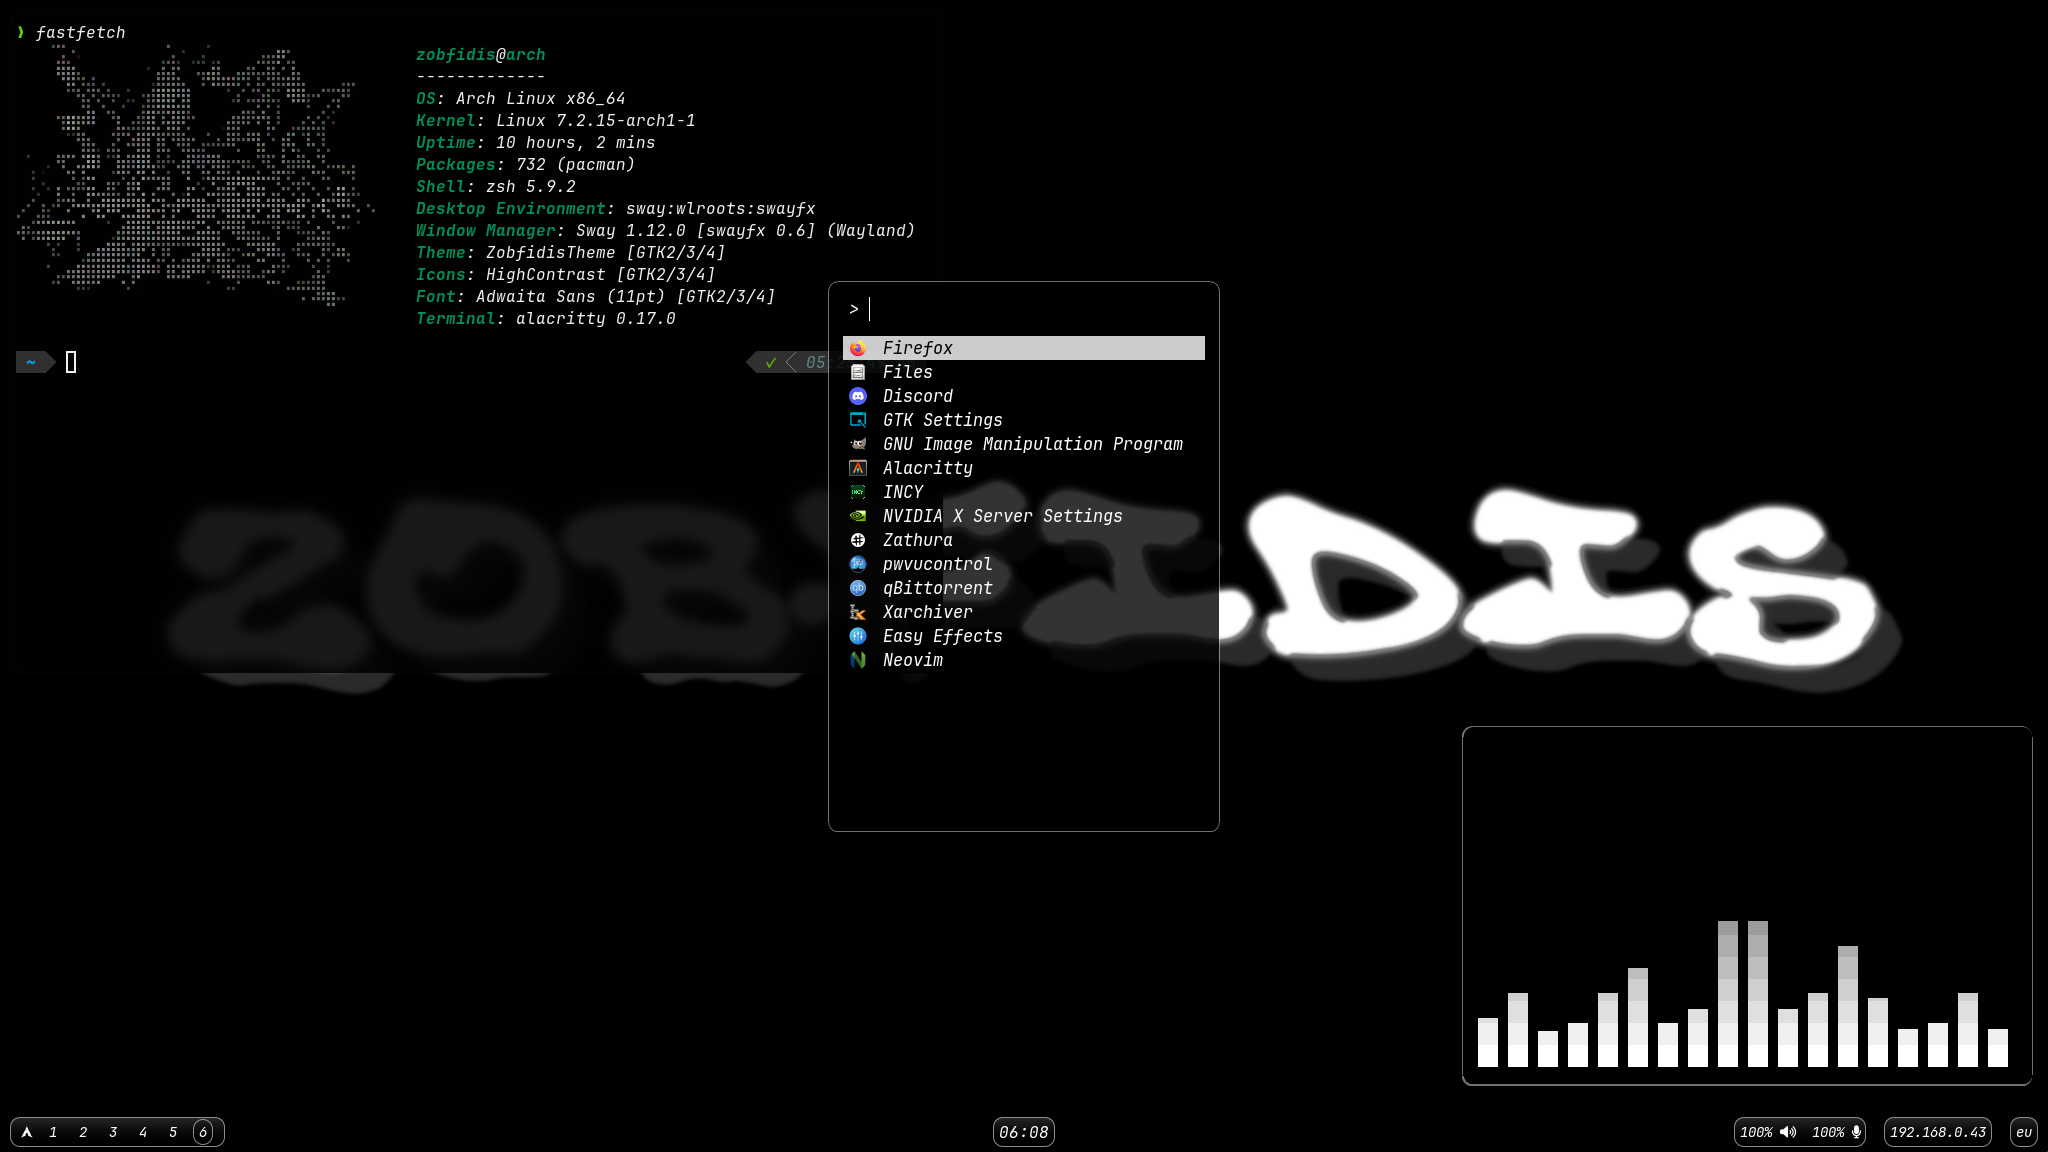 ❫ fastfetch
zobfidis@arch
-------------
OS: Arch Linux x86_64
Kernel: Linux 7.2.15-arch1-1
Uptime: 10 hours, 2 mins
Packages: 732 (pacman)
Shell: zsh 5.9.2
Desktop Environment: sway:wlroots:swayfx
Window Manager: Sway 1.12.0 [swayfx 0.6] (Wayland)
Theme: ZobfidisTheme [GTK2/3/4]
Icons: HighContrast [GTK2/3/4]
Font: Adwaita Sans (11pt) [GTK2/3/4]
Terminal: alacritty 0.17.0
~ ✓ 05:
>
Firefox
Files
Discord
GTK Settings
GNU Image Manipulation Program
Alacritty
INCY
NVIDIA X Server Settings
Zathura
pwvucontrol
qBittorrent
Xarchiver
Easy Effects
Neovim
ZOBFIDIS
1 2 3 4 5 6
06:08
100% 100% 192.168.0.43 eu